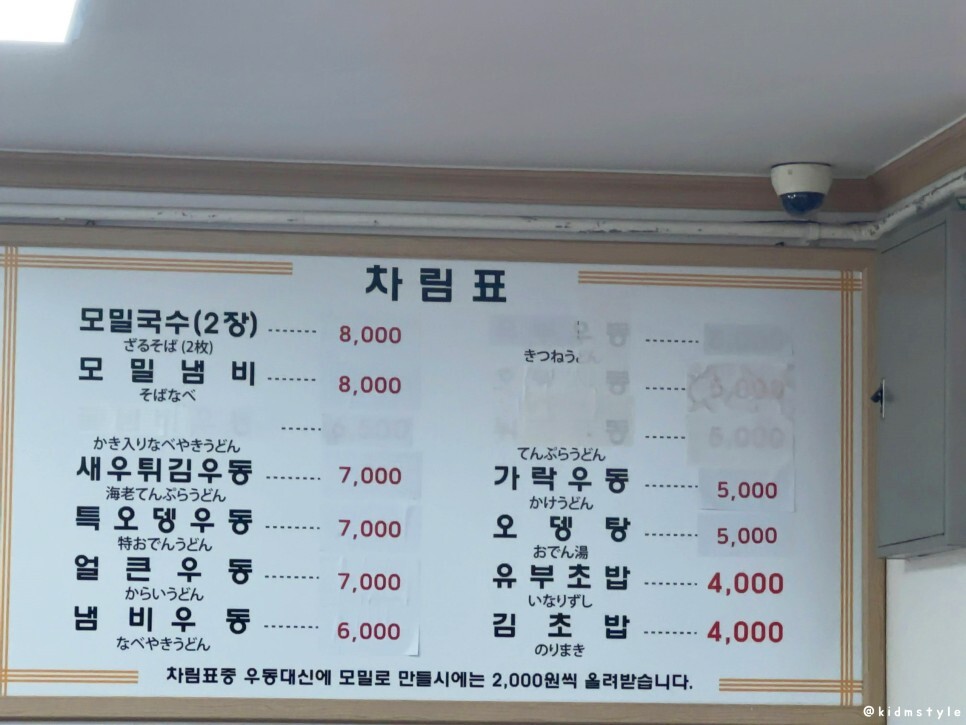 차림표
모밀국수(2장) ...... 8,000
ざるそば (2枚)
모밀냄비 ...... 8,000
そばなべ
かき入りなべやきうどん
새우튀김우동 ...... 7,000
海老てんぷらうどん
특오뎅우동 ...... 7,000
特おでんうどん
얼큰우동 ...... 7,000
からいうどん
냄비우동 ...... 6,000
なべやきうどん
우동
きつねう
동 5,000
てんぷらうどん
가락우동 ...... 5,000
かけうどん
오뎅탕 ...... 5,000
おでん湯
유부초밥 ...... 4,000
いなりずし
김초밥 ...... 4,000
のりまき
차림표중 우동대신에 모밀로 만들시에는 2,000원씩 올려받습니다.
@kidmstyle